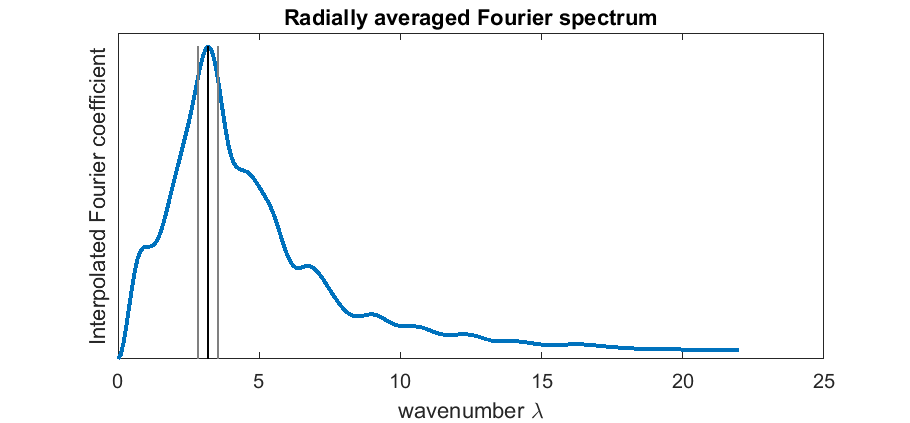 Radially averaged Fourier spectrum
Interpolated Fourier coefficient
0 5 10 15 20 25
wavenumber λ